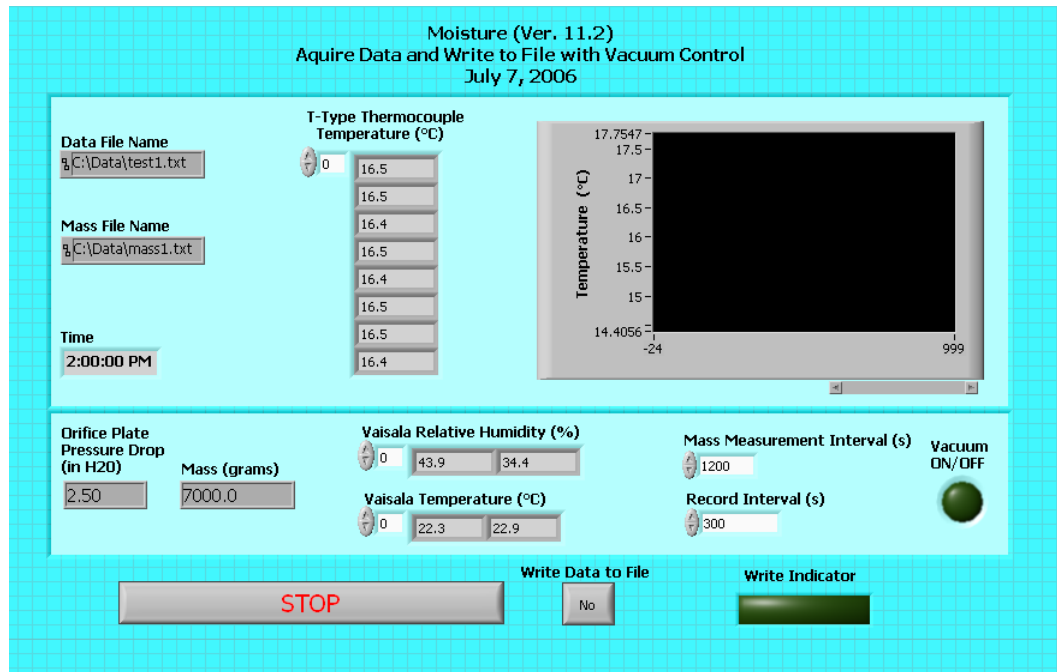 Moisture (Ver. 11.2)
Aquire Data and Write to File with Vacuum Control
July 7, 2006
Data File Name
C:\Data\test1.txt
Mass File Name
C:\Data\mass1.txt
Time
2:00:00 PM
T-Type Thermocouple
Temperature (°C)
0
16.5
16.5
16.4
16.5
16.4
16.5
16.5
16.4
Temperature (°C)
17.7547
17.5
17
16.5
16
15.5
15
14.4056
-24 999
Orifice Plate
Pressure Drop
(in H20)
2.50
Mass (grams)
7000.0
Vaisala Relative Humidity (%)
0 43.9 34.4
Vaisala Temperature (°C)
0 22.3 22.9
Mass Measurement Interval (s)
1200
Record Interval (s)
300
Vacuum
ON/OFF
STOP
Write Data to File
No
Write Indicator